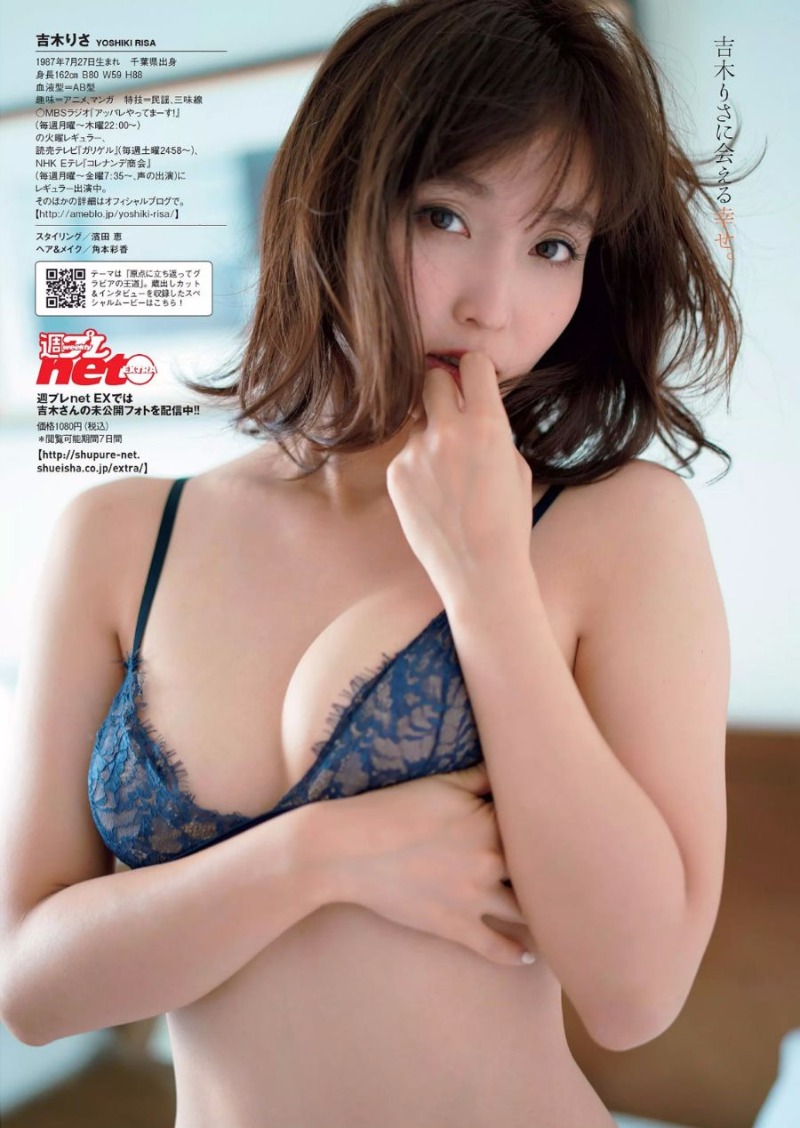 吉木りさ YOSHIKI RISA
1987年7月27日生まれ 千葉県出身
身長162㎝ B80 W59 H88
血液型＝AB型
趣味＝アニメ、マンガ 特技＝民謡、三味線
○MBSラジオ『アッパレやってまーす！』
（毎週月曜〜木曜22:00〜）
の火曜レギュラー、
読売テレビ『ガリゲル』（毎週土曜2458〜）、
NHK Eテレ『コレナンデ商会』
（毎週月曜〜金曜7:35〜、声の出演）に
レギュラー出演中。
そのほかの詳細はオフィシャルブログで。
【http://ameblo.jp/yoshiki-risa/】
スタイリング／濱田 恵
ヘア&メイク／角本彩香
テーマは『原点に立ち返ってグ
ラビアの王道』。蔵出しカット
&インタビューを収録したスペ
シャルムービーはこちら！
週プレ weekly
net EXTRA
週プレnet EXでは
吉木さんの未公開フォトを配信中!!
価格1080円（税込）
＊閲覧可能期間7日間
【http://shupure-net.
shueisha.co.jp/extra/】
吉木りさに会える幸せ。